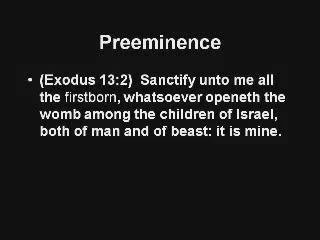 Preeminence
• (Exodus 13:2)  Sanctify unto me all
the firstborn, whatsoever openeth the
womb among the children of Israel,
both of man and of beast: it is mine.